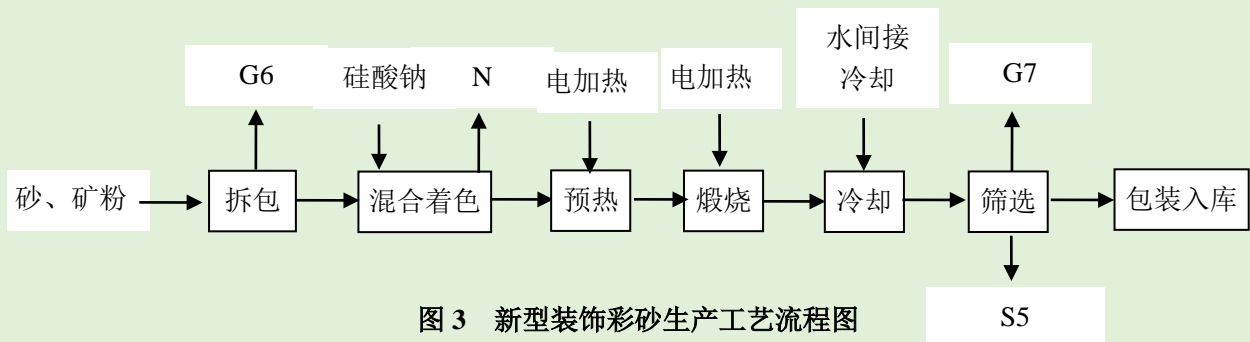 水间接
冷却
G6
硅酸钠
N
电加热
电加热
G7
砂、矿粉
拆包
混合着色
预热
煅烧
冷却
筛选
包装入库
S5
图 3 新型装饰彩砂生产工艺流程图